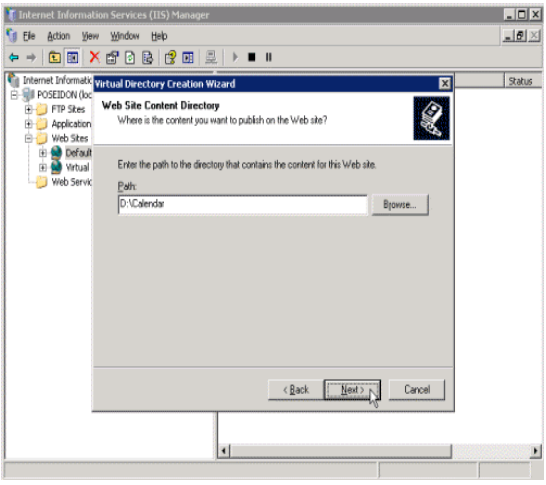 Internet Information Services (IIS) Manager
File Action View Window Help
Internet Informatic
Status
POSEIDON (loc
FTP Sites
Application
Web Sites
Default
Virtual
Web Servic
Virtual Directory Creation Wizard
Web Site Content Directory
Where is the content you want to publish on the Web site?
Enter the path to the directory that contains the content for this Web site.
Path:
D:\Calendar
Browse...
< Back
Next >
Cancel